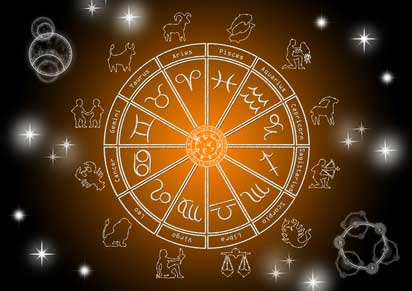 Aries
Pisces
Aquarius
Capricorn
Sagittarius
Scorpio
Libra
Virgo
Leo
Cancer
Gemini
Taurus